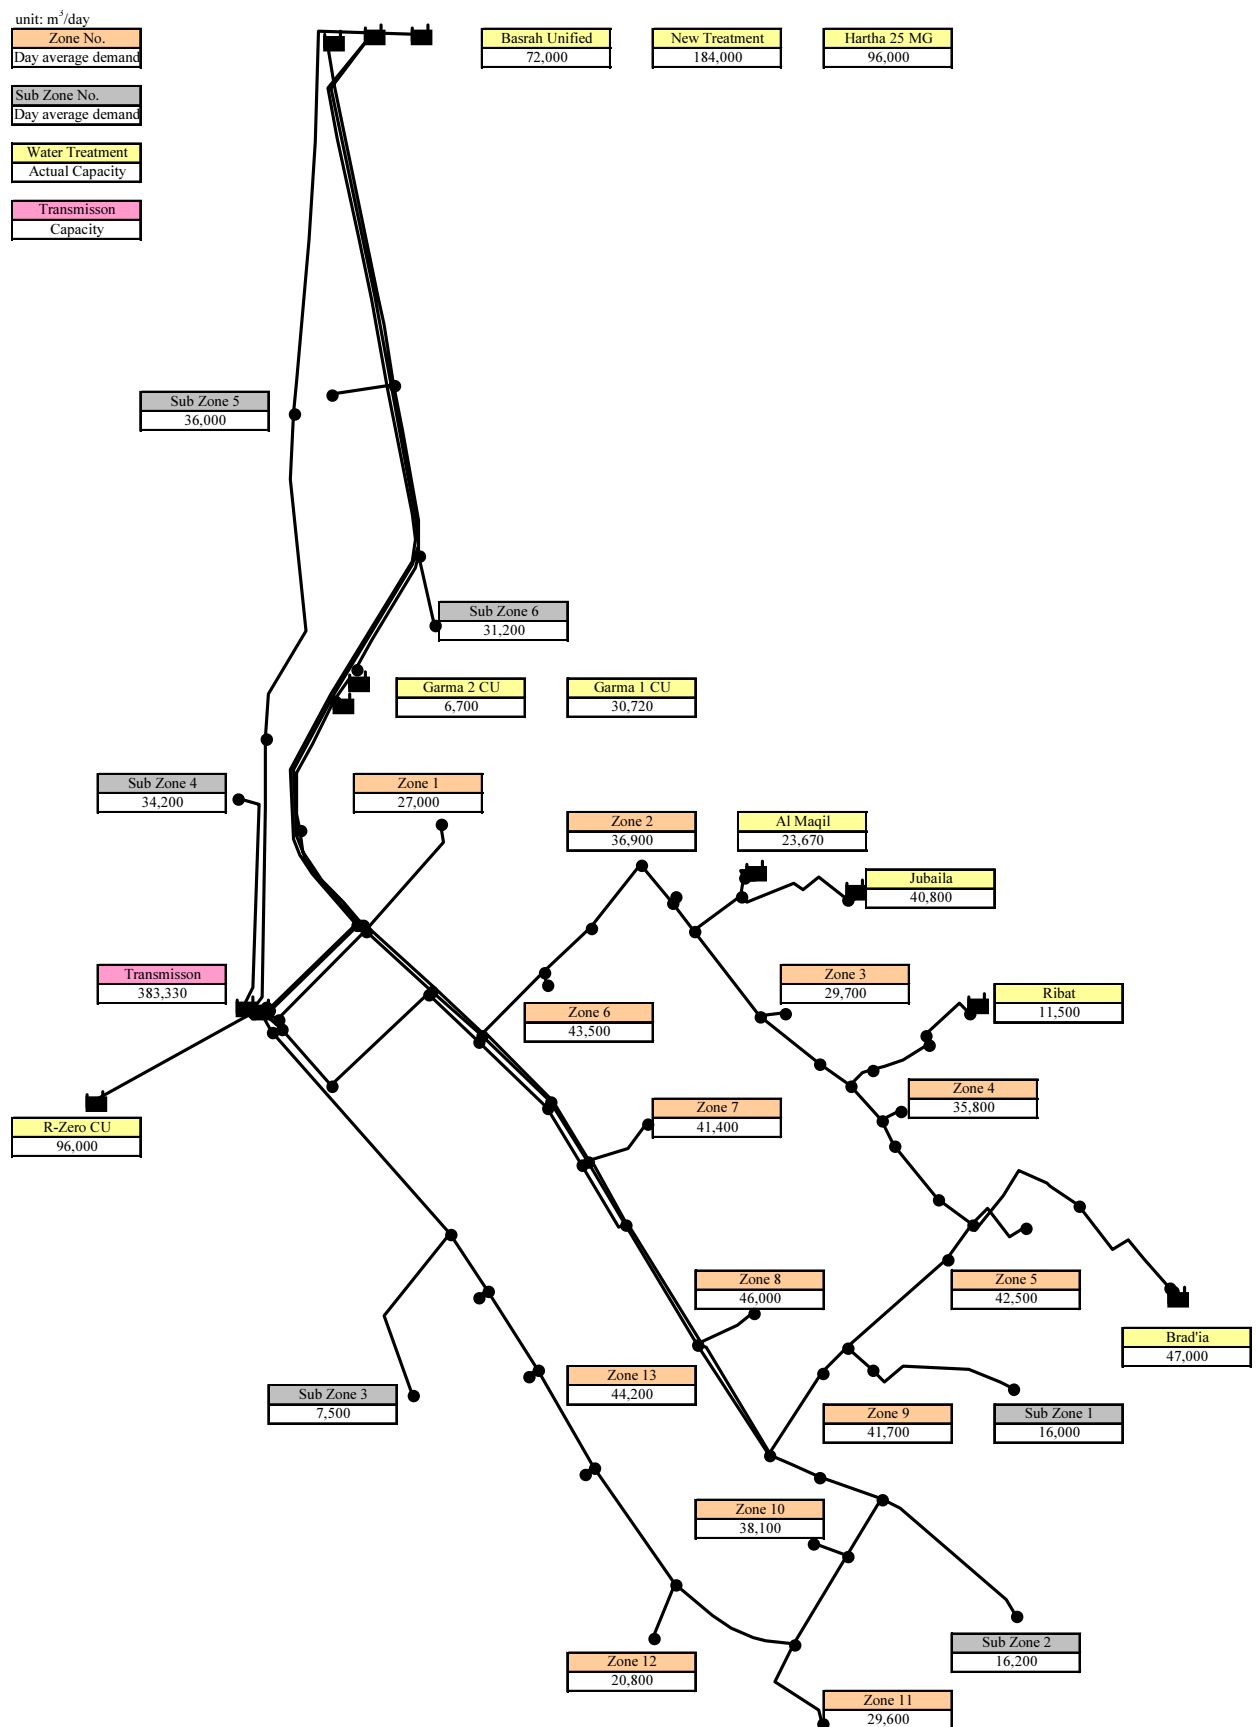 unit: m³/day
Zone No.
Day average demand
Sub Zone No.
Day average demand
Water Treatment
Actual Capacity
Transmisson
Capacity
Basrah Unified
72,000
New Treatment
184,000
Hartha 25 MG
96,000
Sub Zone 5
36,000
Sub Zone 6
31,200
Garma 2 CU
6,700
Garma 1 CU
30,720
Sub Zone 4
34,200
Zone 1
27,000
Zone 2
36,900
Al Maqil
23,670
Jubaila
40,800
Transmisson
383,330
Zone 6
43,500
Zone 3
29,700
Ribat
11,500
R-Zero CU
96,000
Zone 7
41,400
Zone 4
35,800
Zone 8
46,000
Zone 5
42,500
Brad'ia
47,000
Sub Zone 3
7,500
Zone 13
44,200
Zone 9
41,700
Sub Zone 1
16,000
Zone 10
38,100
Zone 12
20,800
Sub Zone 2
16,200
Zone 11
29,600